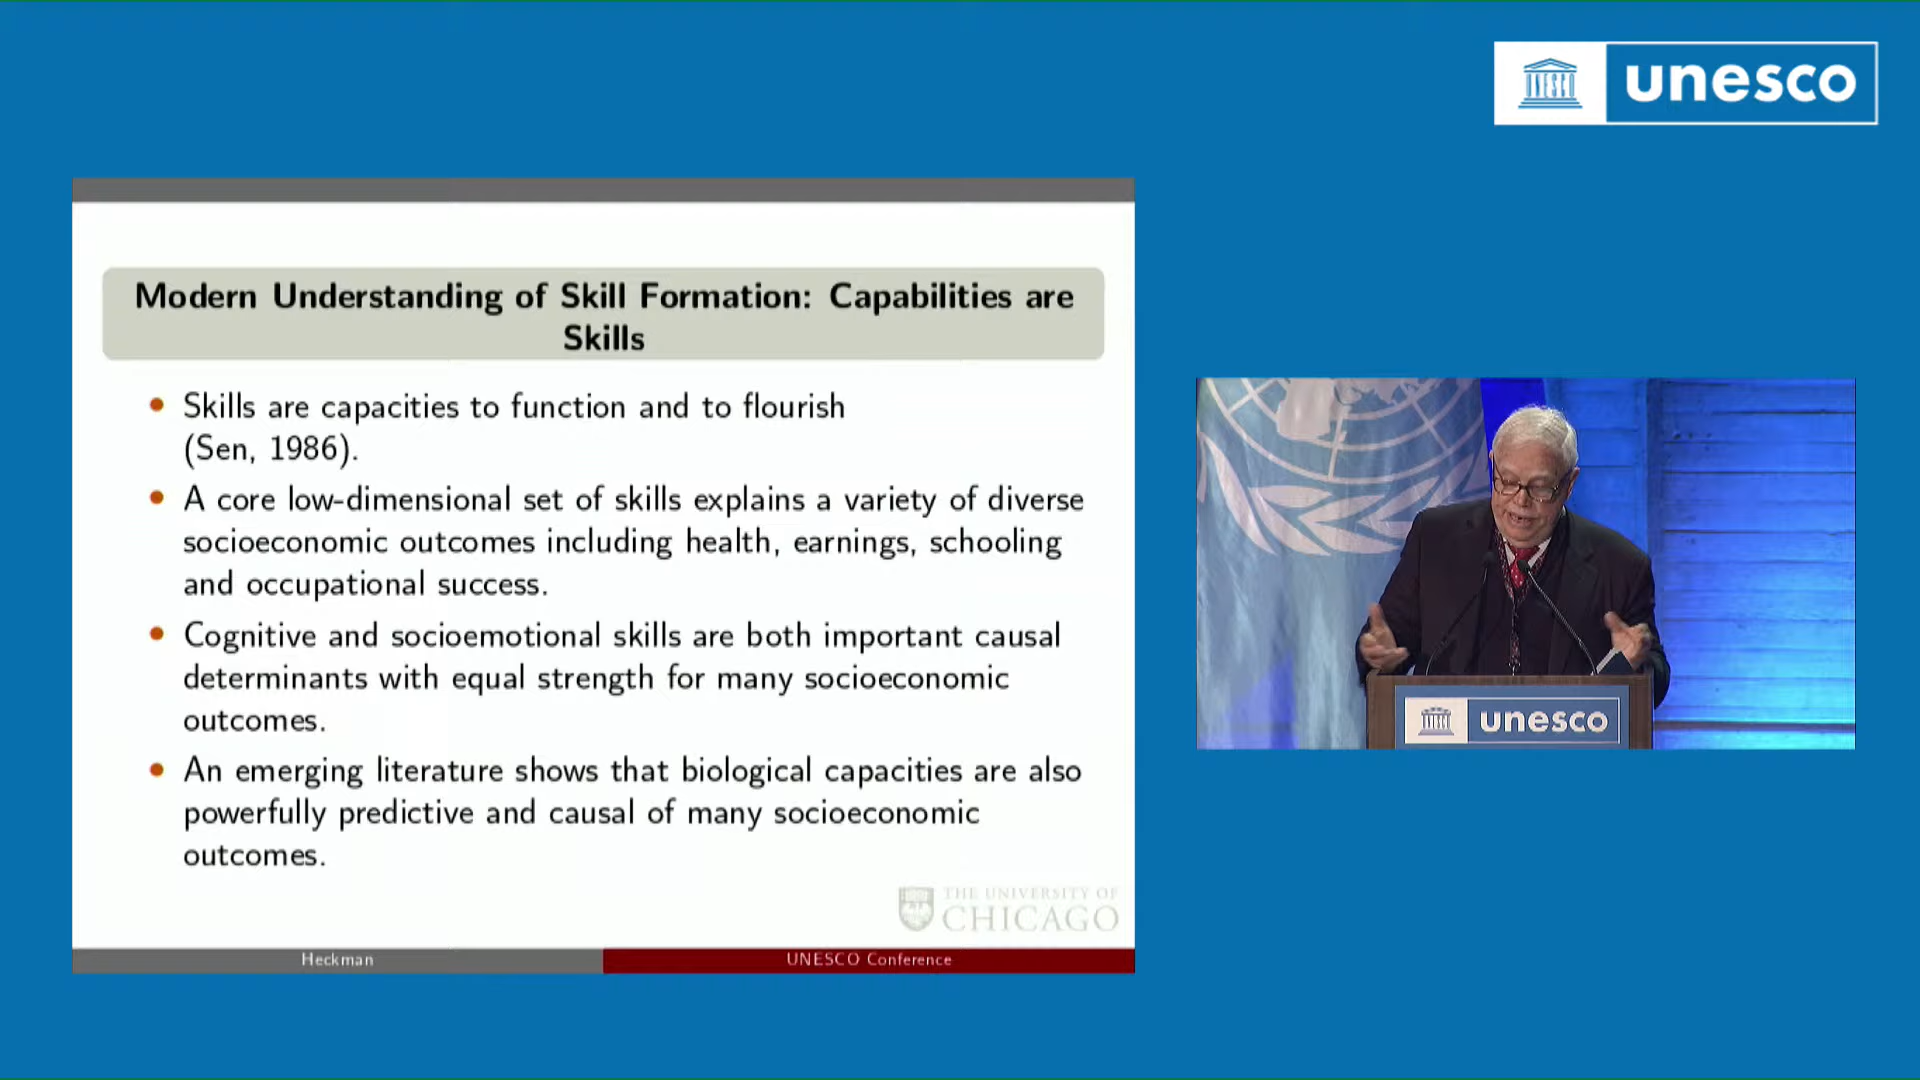 unesco
Modern Understanding of Skill Formation: Capabilities are
Skills
Skills are capacities to function and to flourish
(Sen, 1986).
A core low-dimensional set of skills explains a variety of diverse
socioeconomic outcomes including health, earnings, schooling
and occupational success.
Cognitive and socioemotional skills are both important causal
determinants with equal strength for many socioeconomic
outcomes.
An emerging literature shows that biological capacities are also
powerfully predictive and causal of many socioeconomic
outcomes.
THE UNIVERSITY OF
CHICAGO
Heckman
UNESCO Conference
UNESCO
unesco